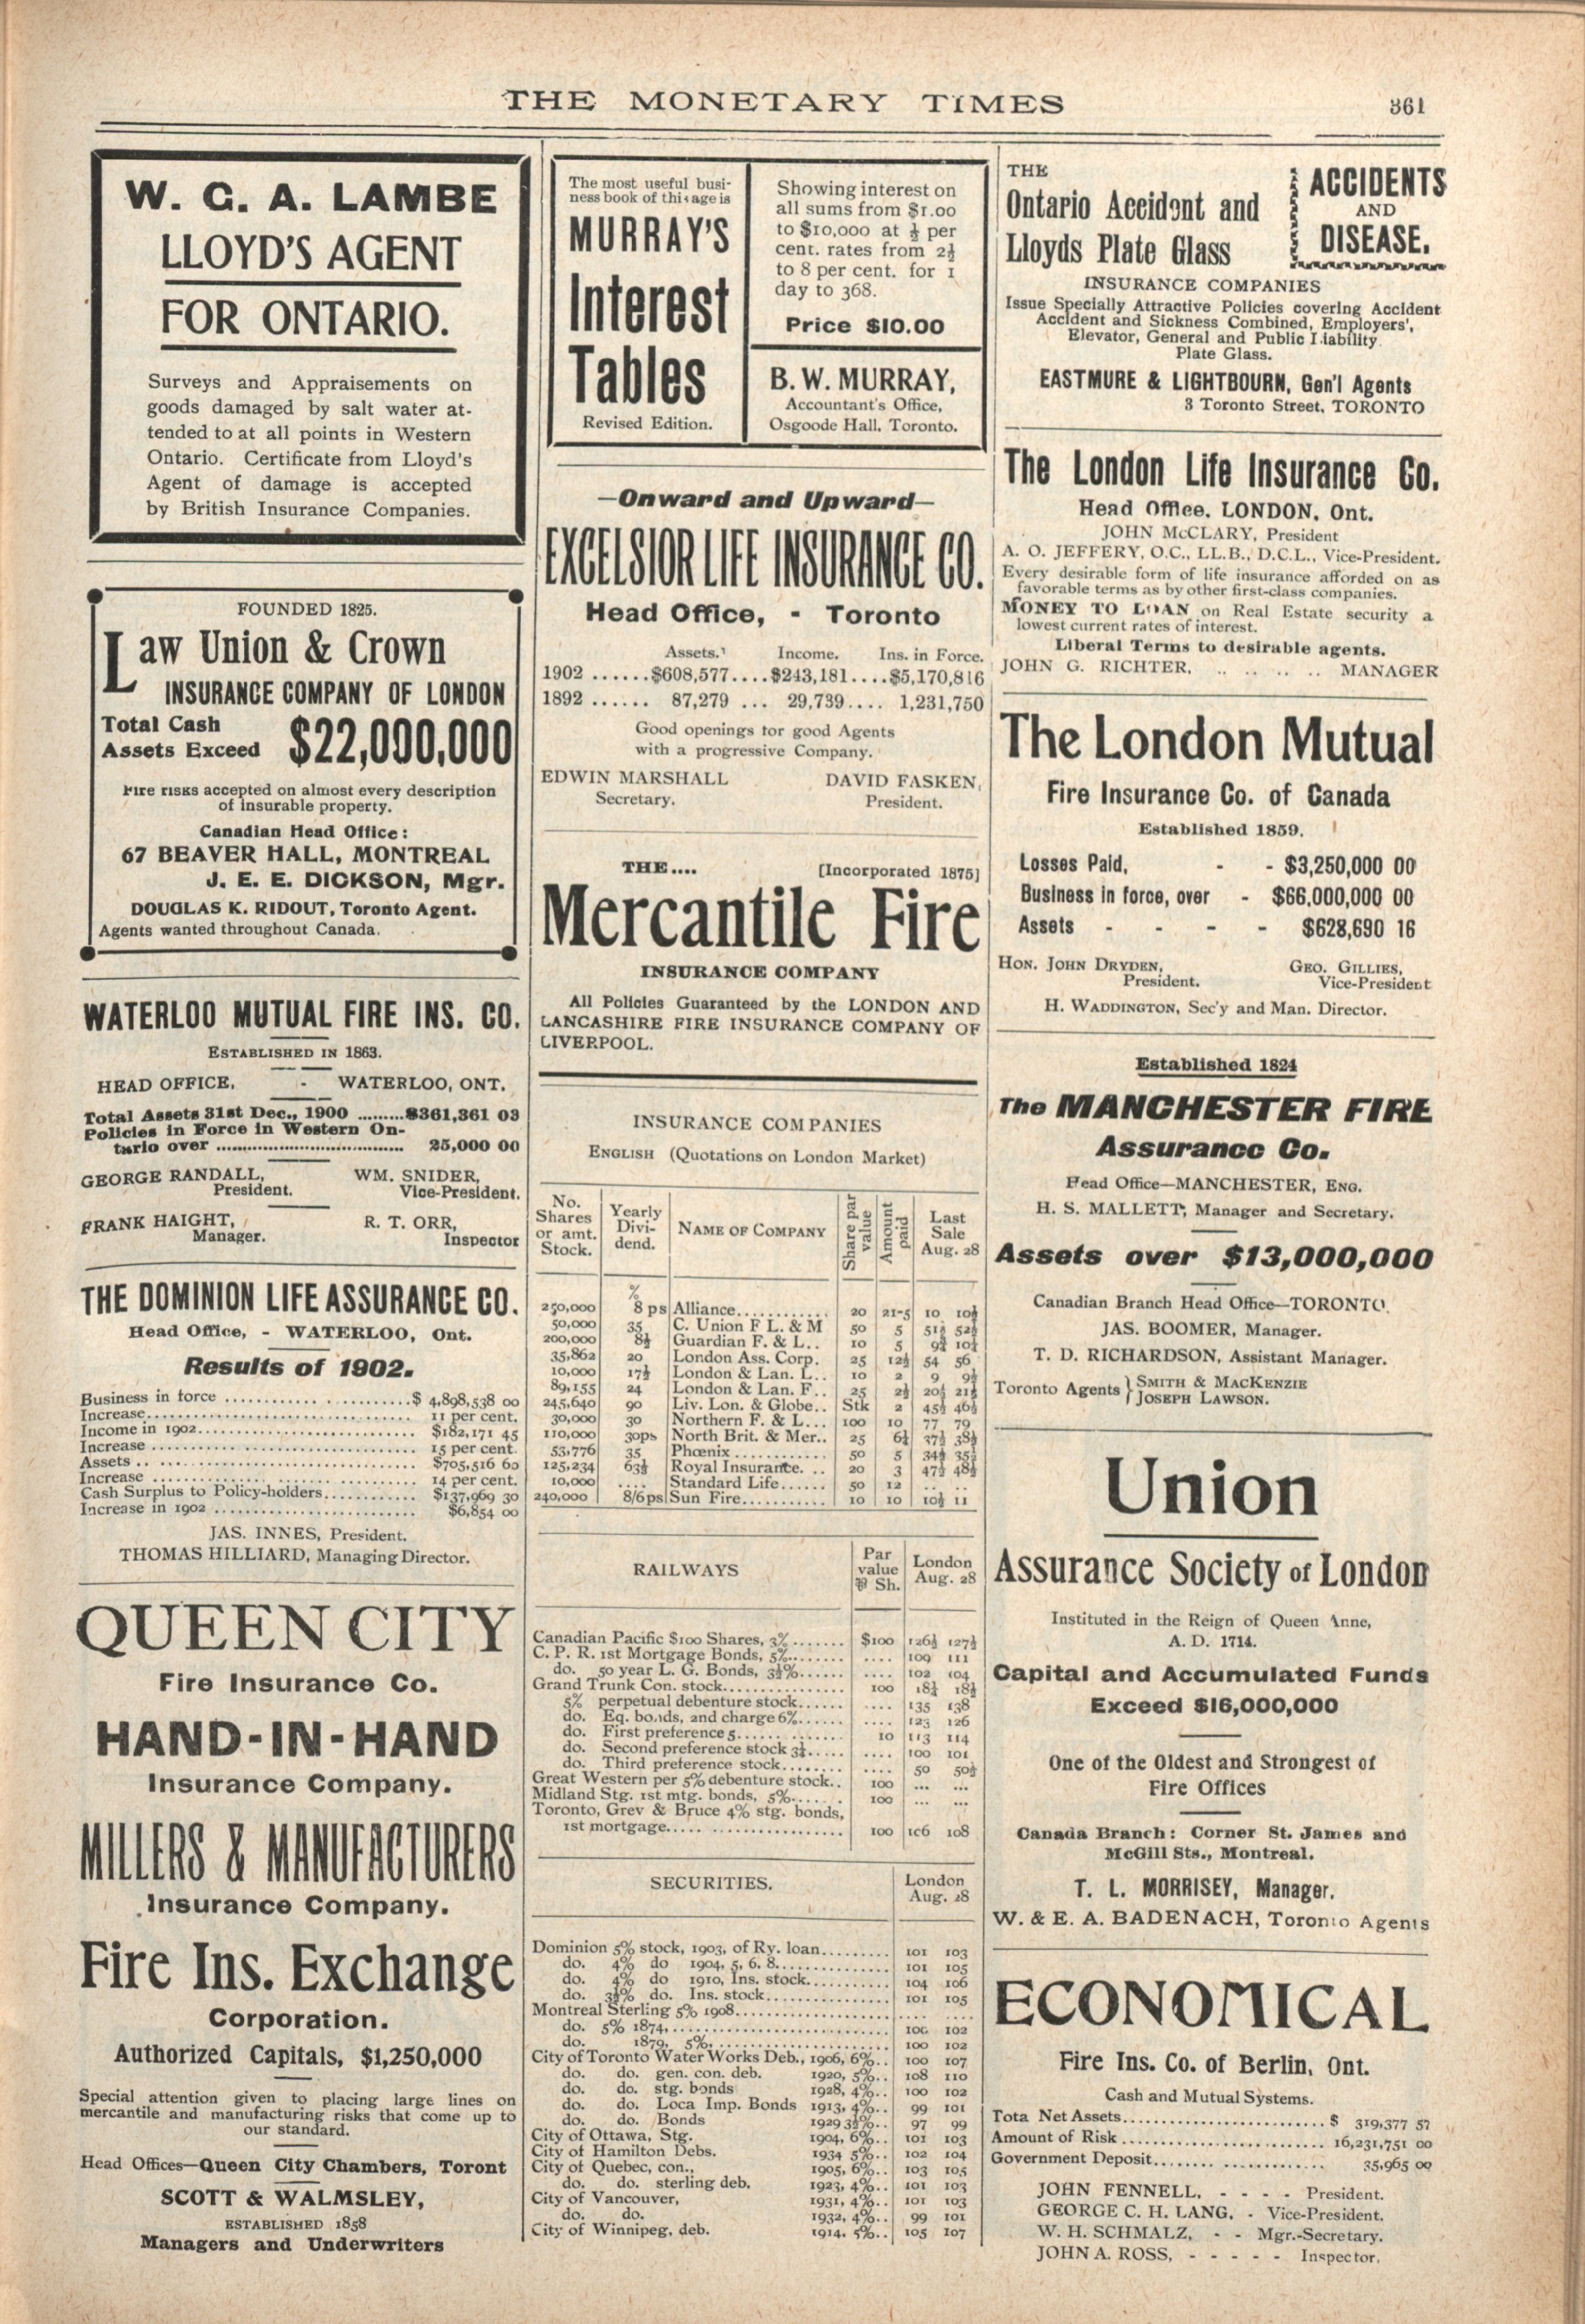 THE MONETARY TIMES 361
W. G. A. LAMBE
LLOYD'S AGENT
FOR ONTARIO.
Surveys and Appraisements on
goods damaged by salt water at-
tended to at all points in Western
Ontario. Certificate from Lloyd's
Agent of damage is accepted
by British Insurance Companies.
FOUNDED 1825.
Law Union & Crown
INSURANCE COMPANY OF LONDON
Total Cash
Assets Exceed $22,000,000
Fire risks accepted on almost every description
of insurable property.
Canadian Head Office:
67 BEAVER HALL, MONTREAL
J. E. E. DICKSON, Mgr.
DOUGLAS K. RIDOUT, Toronto Agent.
Agents wanted throughout Canada.
WATERLOO MUTUAL FIRE INS. CO.
ESTABLISHED IN 1863.
HEAD OFFICE, - WATERLOO, ONT.
Total Assets 31st Dec., 1900 .........$361,361 03
Policies in Force in Western On-
tario over .................................... 25,000 00
GEORGE RANDALL, President.
WM. SNIDER, Vice-President.
FRANK HAIGHT, Manager.
R. T. ORR, Inspector
THE DOMINION LIFE ASSURANCE CO.
Head Office, - WATERLOO, Ont.
Results of 1902.
Business in force ..........................$ 4,898,538 00
Increase.................................... 11 per cent.
Income in 1902............................. $182,171 45
Increase .................................... 15 per cent.
Assets .. .................................... $705,516 60
Increase .................................... 14 per cent.
Cash Surplus to Policy-holders............ $137,969 30
Increase in 1902 ........................... $6,854 00
JAS. INNES, President.
THOMAS HILLIARD, Managing Director.
QUEEN CITY
Fire Insurance Co.
HAND-IN-HAND
Insurance Company.
MILLERS & MANUFACTURERS
Insurance Company.
Fire Ins. Exchange
Corporation.
Authorized Capitals, $1,250,000
Special attention given to placing large lines on
mercantile and manufacturing risks that come up to
our standard.
Head Offices—Queen City Chambers, Toront
SCOTT & WALMSLEY,
ESTABLISHED 1858
Managers and Underwriters
The most useful busi-
ness book of this age is
MURRAY'S
Interest
Tables
Revised Edition.
Showing interest on
all sums from $1.00
to $10,000 at ½ per
cent. rates from 2½
to 8 per cent. for 1
day to 368.
Price $10.00
B. W. MURRAY,
Accountant's Office,
Osgoode Hall, Toronto.
—Onward and Upward—
EXCELSIOR LIFE INSURANCE CO.
Head Office, - Toronto
Assets. Income. Ins. in Force.
1902 ......$608,577....$243,181....$5,170,816
1892 ...... 87,279 ... 29,739.... 1,231,750
Good openings for good Agents
with a progressive Company.
EDWIN MARSHALL DAVID FASKEN,
Secretary. President.
THE.... [Incorporated 1875]
Mercantile Fire
INSURANCE COMPANY
All Policies Guaranteed by the LONDON AND
LANCASHIRE FIRE INSURANCE COMPANY OF
LIVERPOOL.
INSURANCE COMPANIES
ENGLISH (Quotations on London Market)
No. Shares or amt. Stock. Yearly Divi-dend. NAME OF COMPANY Share par value Amount paid Last Sale Aug. 28
%
250,000 8 ps Alliance............ 20 21-5 10 10½
50,000 35 C. Union F L. & M 50 5 51½ 52½
200,000 8½ Guardian F. & L.. 10 5 9¾ 10¼
35,862 20 London Ass. Corp. 25 12½ 54 56
10,000 17½ London & Lan. L.. 10 2 9 9½
89,155 24 London & Lan. F.. 25 2½ 20½ 21½
245,640 90 Liv. Lon. & Globe.. Stk 2 45½ 46½
30,000 30 Northern F. & L... 100 10 77 79
110,000 30ps North Brit. & Mer.. 25 6¼ 37½ 38½
53,776 35 Phœnix ............ 50 5 34½ 35½
125,234 63⅓ Royal Insurance. .. 20 3 47½ 48½
10,000 .... Standard Life...... 50 12 .. ..
240,000 8/6ps Sun Fire........... 10 10 10½ 11
RAILWAYS Par value ℔ Sh. London Aug. 28
Canadian Pacific $100 Shares, 3%....... $100 126½ 127½
C. P. R. 1st Mortgage Bonds, 5%......... .... 109 111
do. 50 year L. G. Bonds, 3½%...... .... 102 104
Grand Trunk Con. stock................ 100 18¼ 18½
5% perpetual debenture stock...... .... 135 138
do. Eq. bonds, 2nd charge 6%...... .... 123 126
do. First preference 5............. 10 113 114
do. Second preference stock 3¼..... .... 100 101
do. Third preference stock........ .... 50 50½
Great Western per 5% debenture stock.. 100 ... ...
Midland Stg. 1st mtg. bonds, 5%...... . 100 ... ...
Toronto, Grey & Bruce 4% stg. bonds,
1st mortgage..... .................. 100 106 108
SECURITIES. London Aug. 28
Dominion 5% stock, 1903, of Ry. loan......... 101 103
do. 4% do 1904, 5, 6. 8............... 101 105
do. 4% do 1910, Ins. stock........... 104 106
do. 3½% do. Ins. stock................. 101 105
Montreal Sterling 5% 1908...................... .... ....
do. 5% 1874,............................. 100 102
do. 1879, 5%,........................ 100 102
City of Toronto Water Works Deb., 1906, 6%.. 100 107
do. do. gen. con. deb. 1920, 5%.. 108 110
do. do. stg. bonds 1928, 4%.. 100 102
do. do. Loca Imp. Bonds 1913, 4%.. 99 101
do. do. Bonds 1929 3½%.. 97 99
City of Ottawa, Stg. 1904, 6%.. 101 103
City of Hamilton Debs. 1934 5%.. 102 104
City of Quebec, con., 1905, 6%.. 103 105
do. do. sterling deb. 1923, 4%.. 101 103
City of Vancouver, 1931, 4%.. 101 103
do. do. 1932, 4%.. 99 101
City of Winnipeg, deb. 1914, 5%.. 105 107
THE
Ontario Accident and
Lloyds Plate Glass
ACCIDENTS
AND
DISEASE.
INSURANCE COMPANIES
Issue Specially Attractive Policies covering Accident
Accident and Sickness Combined, Employers',
Elevator, General and Public Liability
Plate Glass.
EASTMURE & LIGHTBOURN, Gen'l Agents
3 Toronto Street, TORONTO
The London Life Insurance Co.
Head Office, LONDON, Ont.
JOHN McCLARY, President
A. O. JEFFERY, O.C., LL.B., D.C.L., Vice-President.
Every desirable form of life insurance afforded on as
favorable terms as by other first-class companies.
MONEY TO LOAN on Real Estate security a
lowest current rates of interest.
Liberal Terms to desirable agents.
JOHN G. RICHTER, .. .. .. .. MANAGER
The London Mutual
Fire Insurance Co. of Canada
Established 1859.
Losses Paid, - - $3,250,000 00
Business in force, over - $66,000,000 00
Assets - - - - $628,690 16
HON. JOHN DRYDEN, GEO. GILLIES,
President. Vice-President
H. WADDINGTON, Sec'y and Man. Director.
Established 1824
The MANCHESTER FIRE
Assurance Co.
Head Office—MANCHESTER, ENG.
H. S. MALLETT, Manager and Secretary.
Assets over $13,000,000
Canadian Branch Head Office—TORONTO.
JAS. BOOMER, Manager.
T. D. RICHARDSON, Assistant Manager.
Toronto Agents } SMITH & MACKENZIE
JOSEPH LAWSON.
Union
Assurance Society of London
Instituted in the Reign of Queen Anne,
A. D. 1714.
Capital and Accumulated Funds
Exceed $16,000,000
One of the Oldest and Strongest of
Fire Offices
Canada Branch: Corner St. James and
McGill Sts., Montreal.
T. L. MORRISEY, Manager.
W. & E. A. BADENACH, Toronto Agents
ECONOMICAL
Fire Ins. Co. of Berlin, Ont.
Cash and Mutual Systems.
Tota Net Assets............................$ 319,377 57
Amount of Risk ........................... 16,231,751 00
Government Deposit........ ............. 35,965 00
JOHN FENNELL, - - - - President.
GEORGE C. H. LANG, - Vice-President.
W. H. SCHMALZ, - - Mgr.-Secretary.
JOHN A. ROSS, - - - - - Inspector.